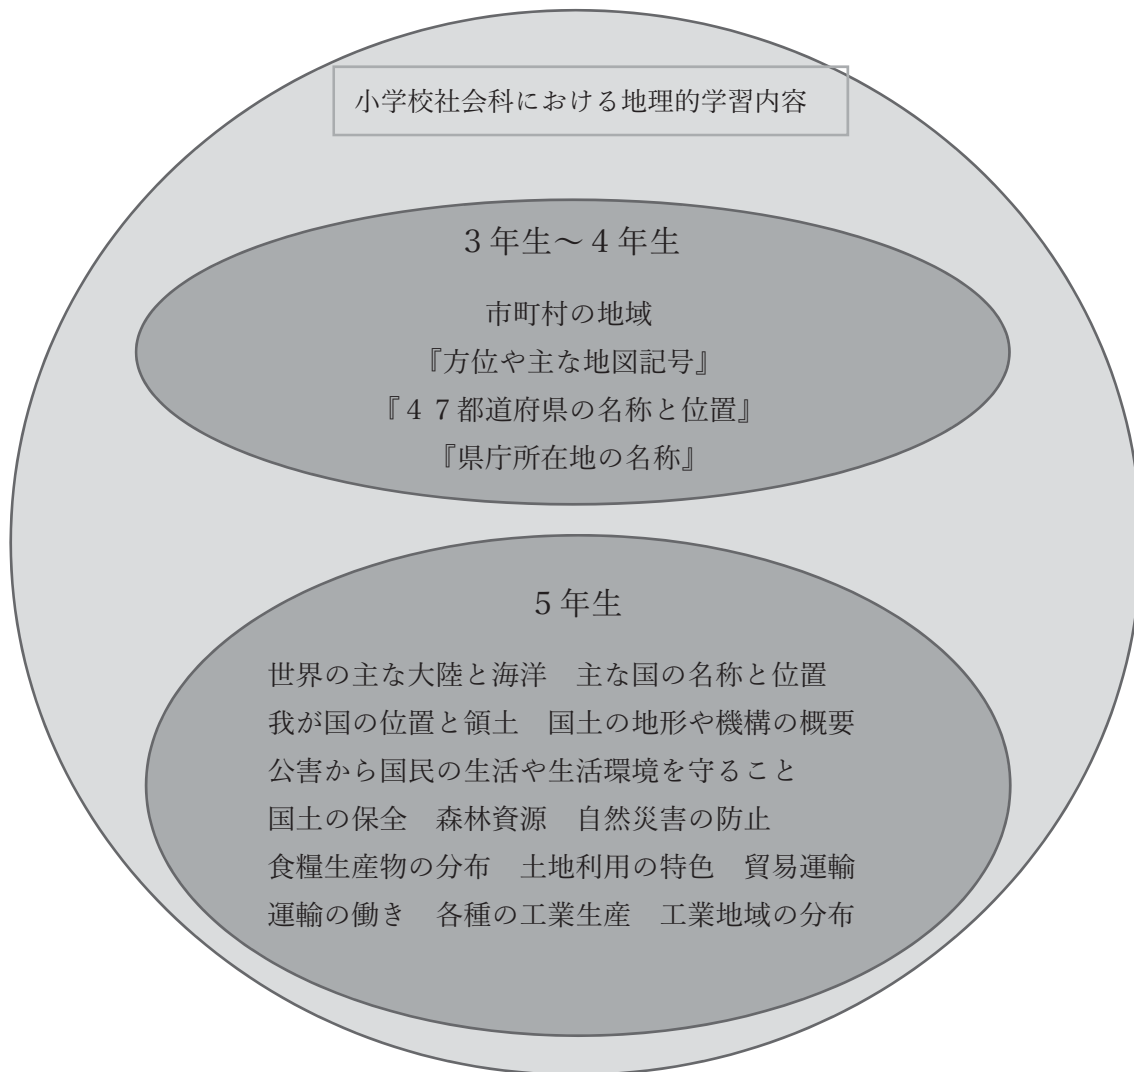 小学校社会科における地理的学習内容
３年生～４年生
市町村の地域
『方位や主な地図記号』
『４７都道府県の名称と位置』
『県庁所在地の名称』
５年生
世界の主な大陸と海洋　主な国の名称と位置
我が国の位置と領土　国土の地形や機構の概要
公害から国民の生活や生活環境を守ること
国土の保全　森林資源　自然災害の防止
食糧生産物の分布　土地利用の特色　貿易運輸
運輸の働き　各種の工業生産　工業地域の分布